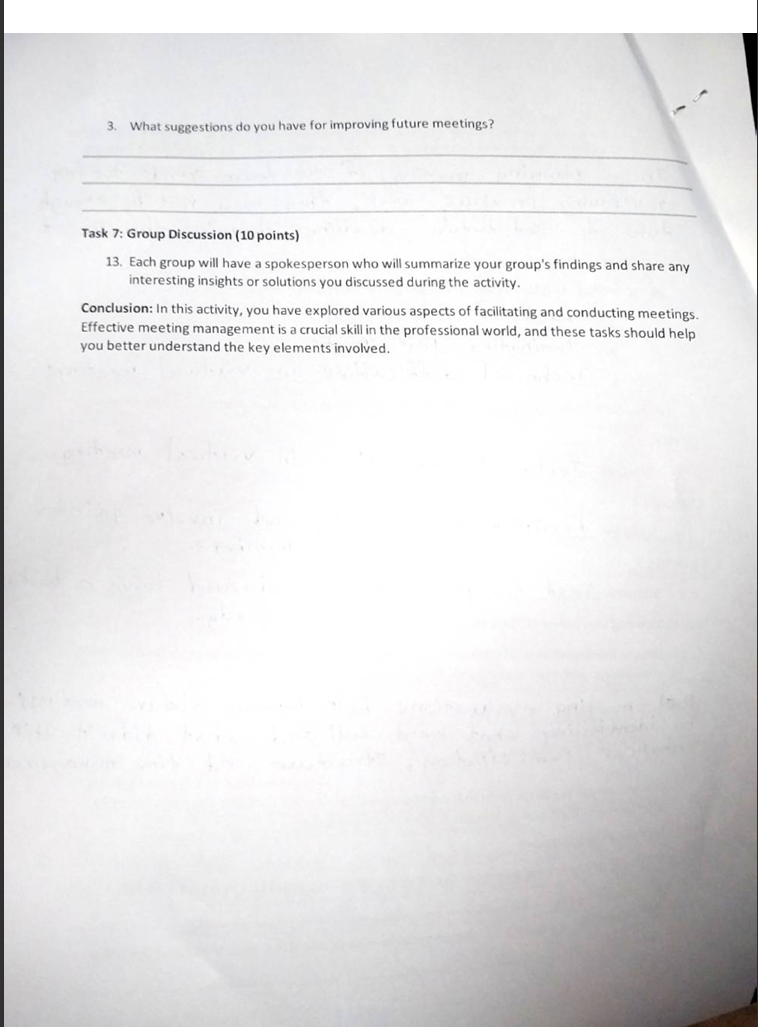 3. What suggestions do you have for improving future meetings?
Task 7: Group Discussion (10 points)
13. Each group will have a spokesperson who will summarize your group's findings and share any
interesting insights or solutions you discussed during the activity.
Conclusion: In this activity, you have explored various aspects of facilitating and conducting meetings.
Effective meeting management is a crucial skill in the professional world, and these tasks should help
you better understand the key elements involved.